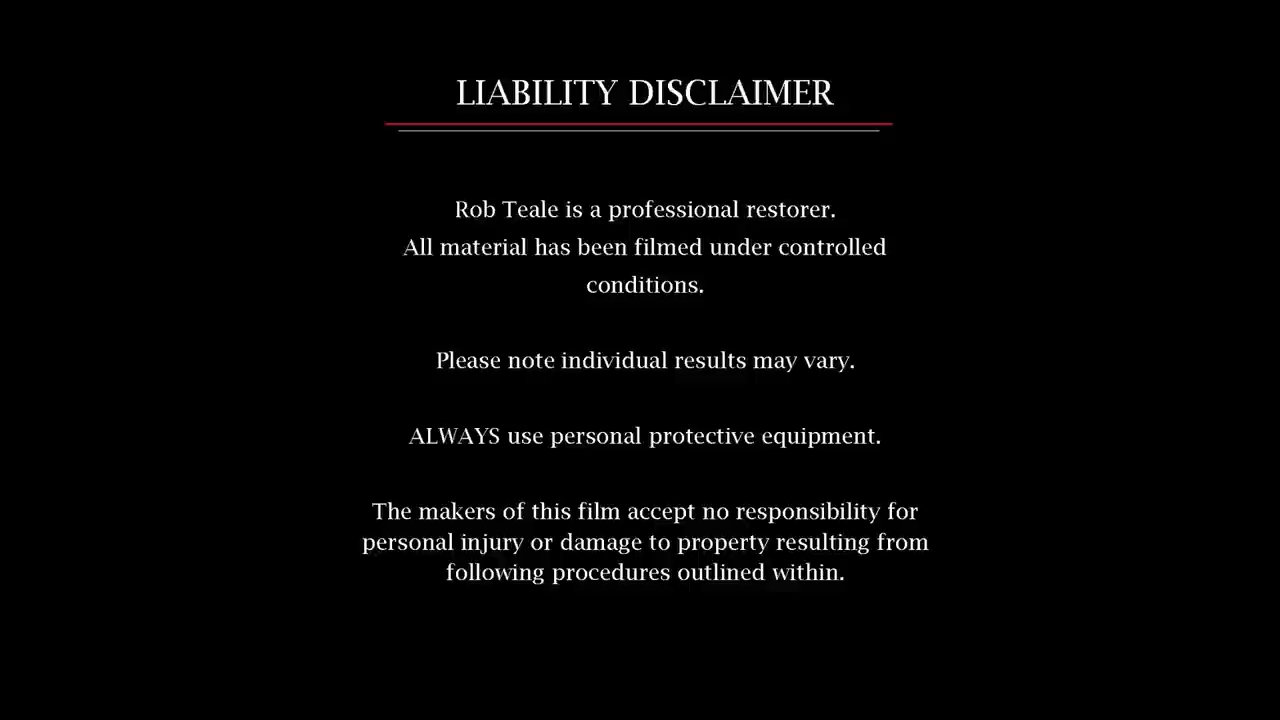 LIABILITY DISCLAIMER
Rob Teale is a professional restorer.
All material has been filmed under controlled
conditions.
Please note individual results may vary.
ALWAYS use personal protective equipment.
The makers of this film accept no responsibility for
personal injury or damage to property resulting from
following procedures outlined within.